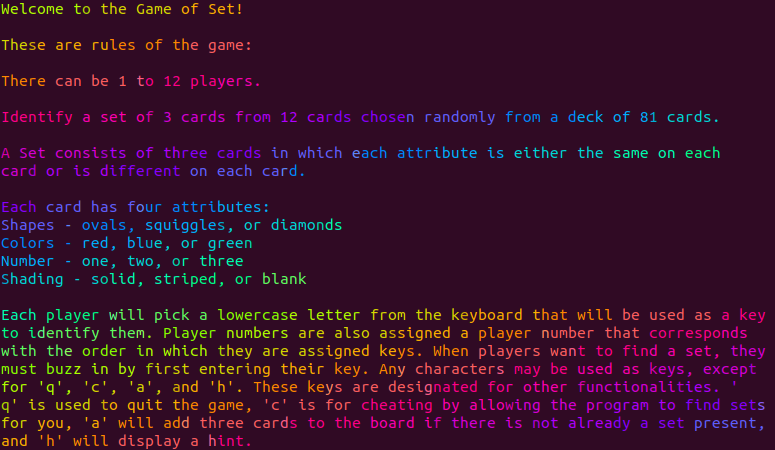 Welcome to the Game of Set!
These are rules of the game:
There can be 1 to 12 players.
Identify a set of 3 cards from 12 cards chosen randomly from a deck of 81 cards.
A Set consists of three cards in which each attribute is either the same on each
card or is different on each card.
Each card has four attributes:
Shapes - ovals, squiggles, or diamonds
Colors - red, blue, or green
Number - one, two, or three
Shading - solid, striped, or blank
Each player will pick a lowercase letter from the keyboard that will be used as a key
to identify them. Player numbers are also assigned a player number that corresponds
with the order in which they are assigned keys. When players want to find a set, they
must buzz in by first entering their key. Any characters may be used as keys, except
for 'q', 'c', 'a', and 'h'. These keys are designated for other functionalities. '
q' is used to quit the game, 'c' is for cheating by allowing the program to find sets
for you, 'a' will add three cards to the board if there is not already a set present,
and 'h' will display a hint.